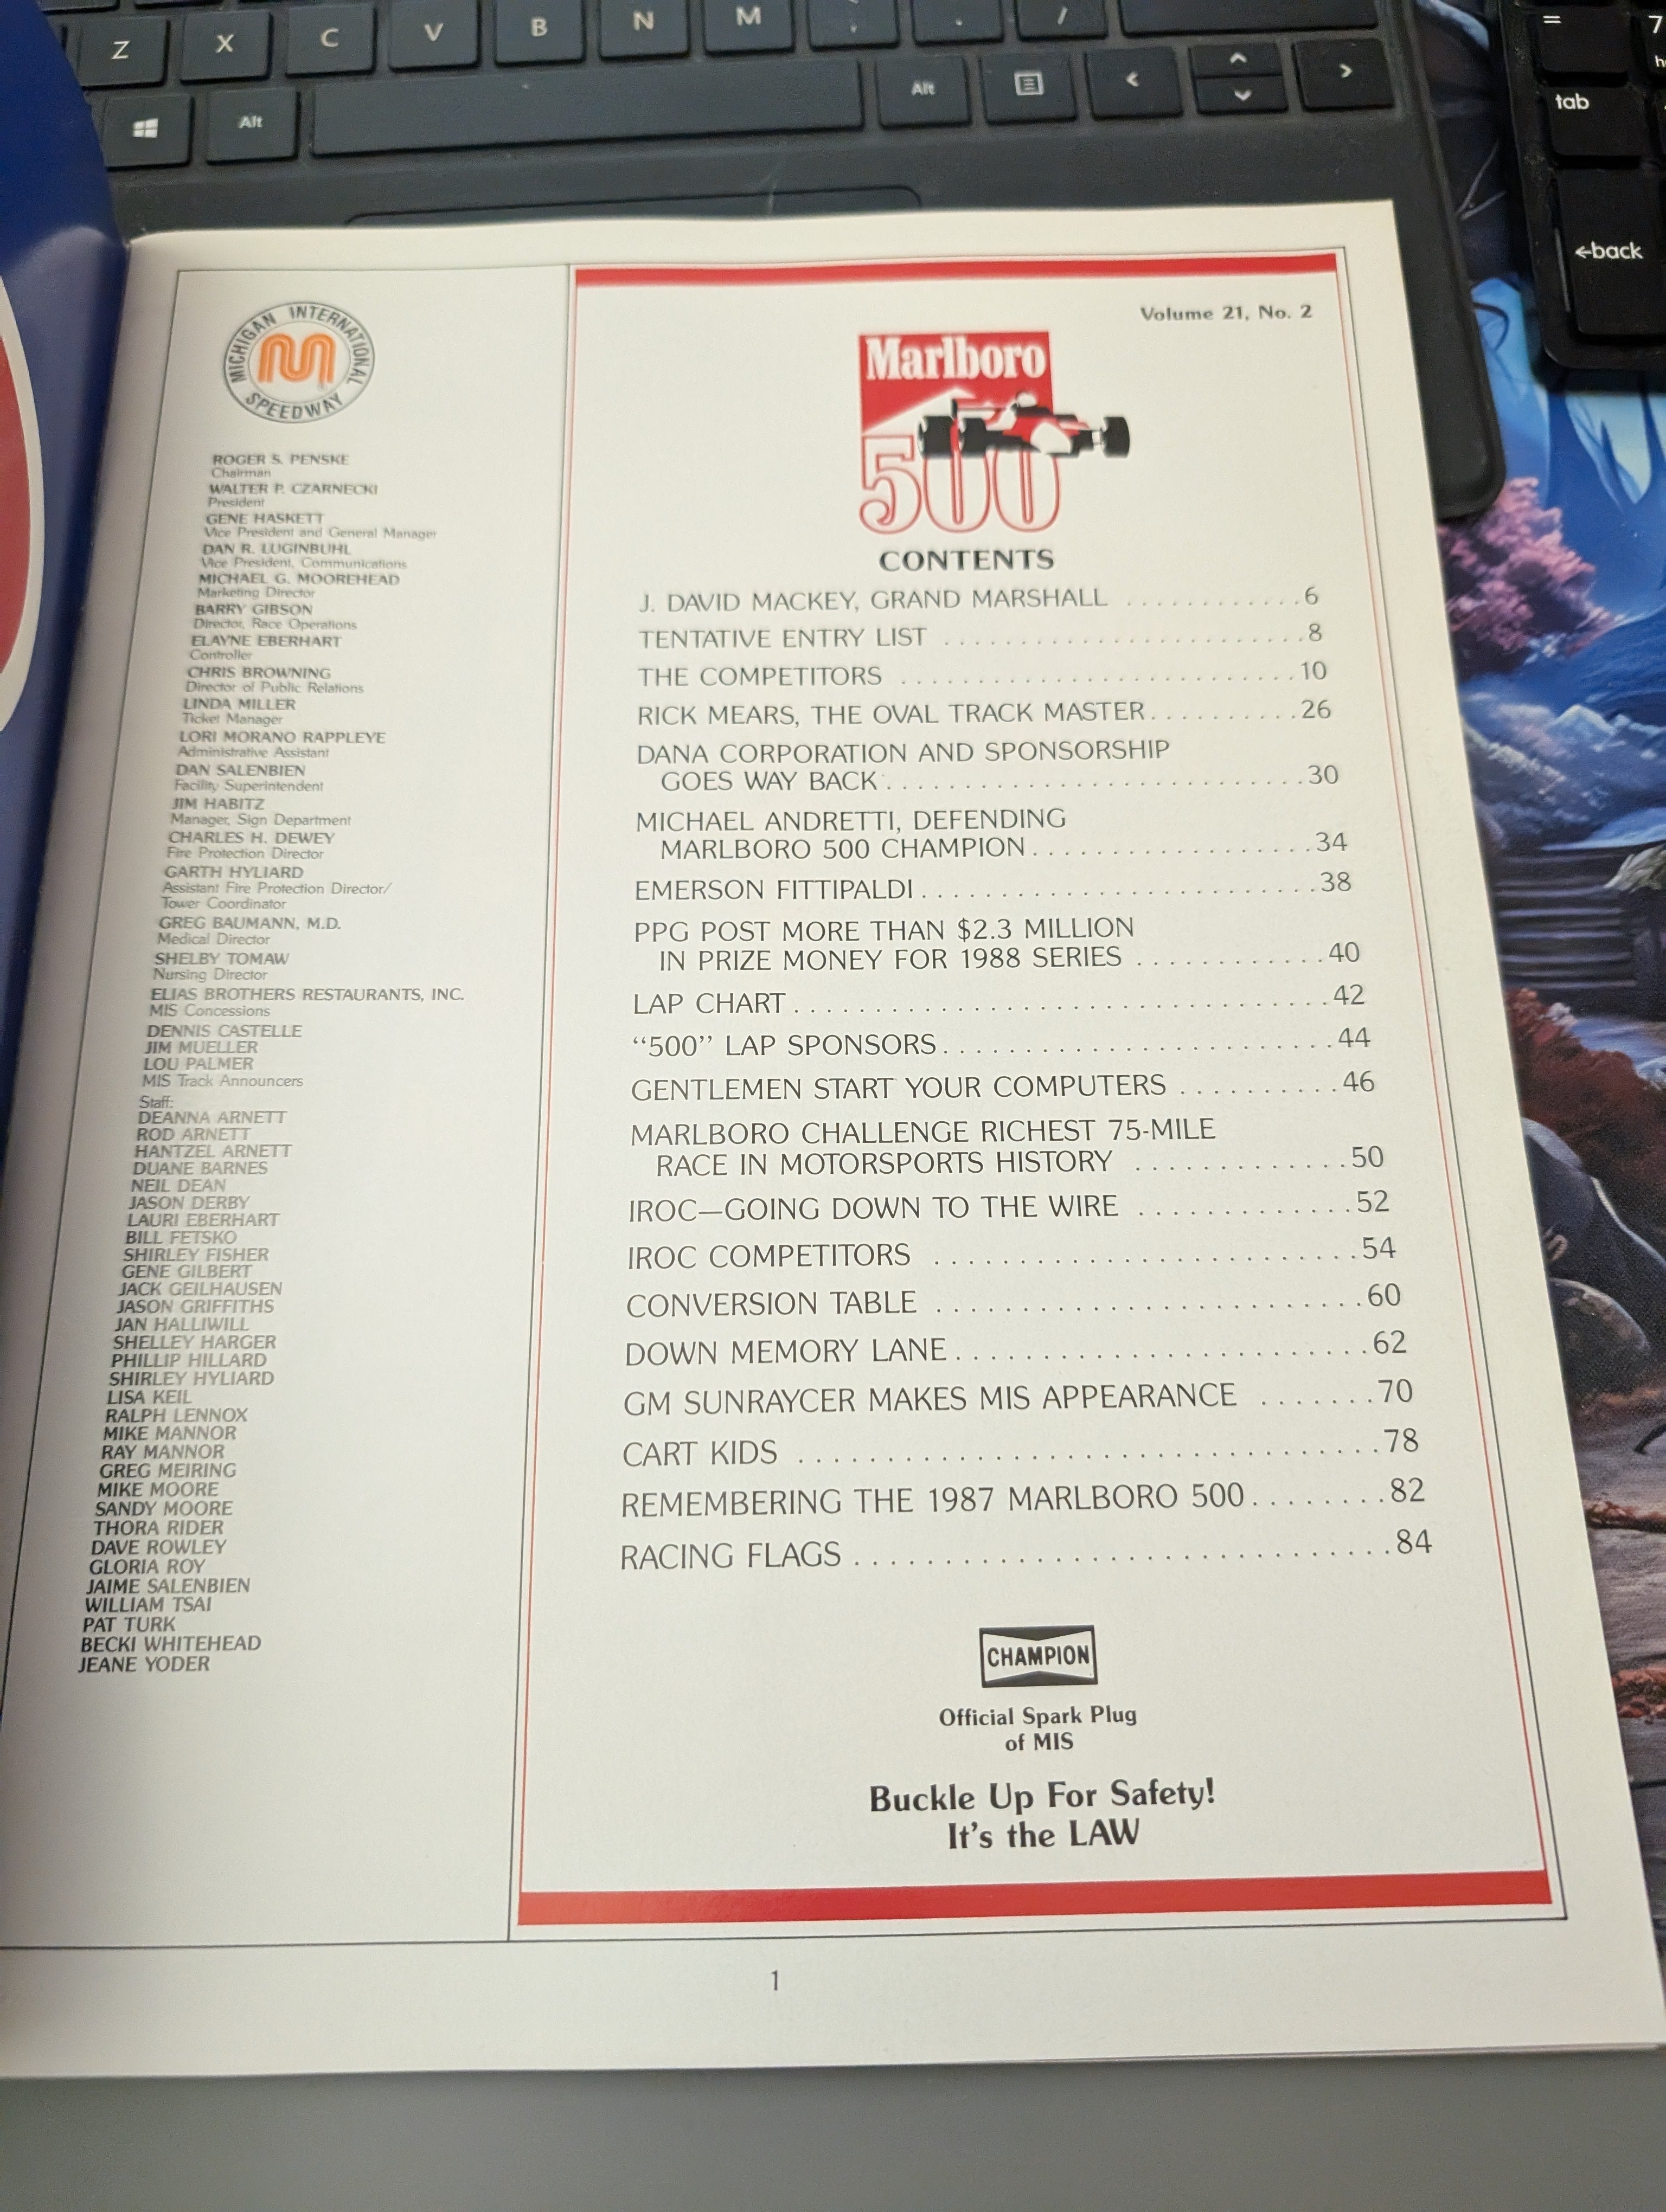 Z X C V B N M , . /
Alt
Alt
= 7
tab
←back
MICHIGAN INTERNATIONAL SPEEDWAY
ROGER S. PENSKE
Chairman
WALTER P. CZARNECKI
President
GENE HASKETT
Vice President and General Manager
DAN R. LUGINBUHL
Vice President, Communications
MICHAEL G. MOOREHEAD
Marketing Director
BARRY GIBSON
Director, Race Operations
ELAYNE EBERHART
Controller
CHRIS BROWNING
Director of Public Relations
LINDA MILLER
Ticket Manager
LORI MORANO RAPPLEYE
Administrative Assistant
DAN SALENBIEN
Facility Superintendent
JIM HABITZ
Manager, Sign Department
CHARLES H. DEWEY
Fire Protection Director
GARTH HYLIARD
Assistant Fire Protection Director/
Tower Coordinator
GREG BAUMANN, M.D.
Medical Director
SHELBY TOMAW
Nursing Director
ELIAS BROTHERS RESTAURANTS, INC.
MIS Concessions
DENNIS CASTELLE
JIM MUELLER
LOU PALMER
MIS Track Announcers
Staff:
DEANNA ARNETT
ROD ARNETT
HANTZEL ARNETT
DUANE BARNES
NEIL DEAN
JASON DERBY
LAURI EBERHART
BILL FETSKO
SHIRLEY FISHER
GENE GILBERT
JACK GEILHAUSEN
JASON GRIFFITHS
JAN HALLIWILL
SHELLEY HARGER
PHILLIP HILLARD
SHIRLEY HYLIARD
LISA KEIL
RALPH LENNOX
MIKE MANNOR
RAY MANNOR
GREG MEIRING
MIKE MOORE
SANDY MOORE
THORA RIDER
DAVE ROWLEY
GLORIA ROY
JAIME SALENBIEN
WILLIAM TSAI
PAT TURK
BECKI WHITEHEAD
JEANE YODER
Volume 21, No. 2
Marlboro
500
CONTENTS
J. DAVID MACKEY, GRAND MARSHALL ............6
TENTATIVE ENTRY LIST .........................8
THE COMPETITORS ...........................10
RICK MEARS, THE OVAL TRACK MASTER..........26
DANA CORPORATION AND SPONSORSHIP
GOES WAY BACK............................30
MICHAEL ANDRETTI, DEFENDING
MARLBORO 500 CHAMPION...................34
EMERSON FITTIPALDI...........................38
PPG POST MORE THAN $2.3 MILLION
IN PRIZE MONEY FOR 1988 SERIES ............40
LAP CHART...................................42
“500” LAP SPONSORS.........................44
GENTLEMEN START YOUR COMPUTERS ..........46
MARLBORO CHALLENGE RICHEST 75-MILE
RACE IN MOTORSPORTS HISTORY .............50
IROC—GOING DOWN TO THE WIRE .............52
IROC COMPETITORS ..........................54
CONVERSION TABLE ..........................60
DOWN MEMORY LANE........................62
GM SUNRAYCER MAKES MIS APPEARANCE .......70
CART KIDS ..................................78
REMEMBERING THE 1987 MARLBORO 500........82
RACING FLAGS..............................84
CHAMPION
Official Spark Plug
of MIS
Buckle Up For Safety!
It's the LAW
1